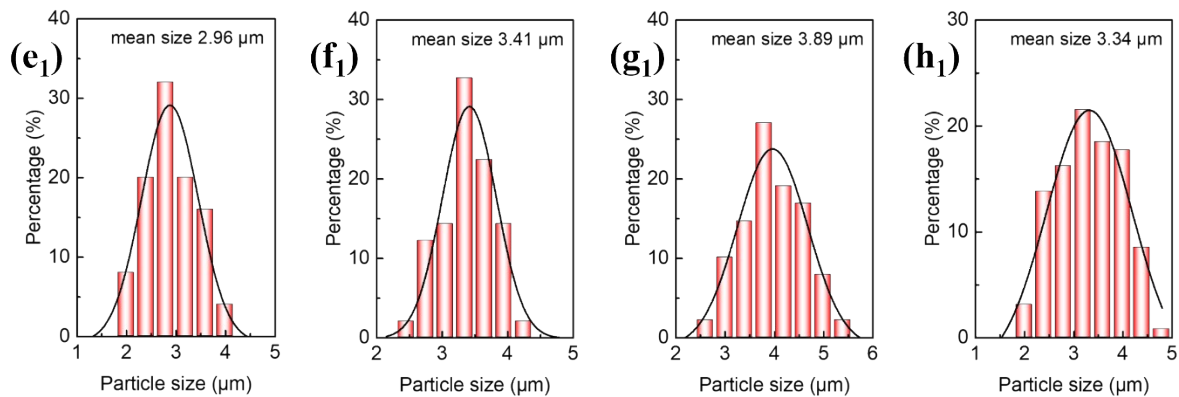 (e1)
mean size 2.96 µm
Percentage (%)
40
30
20
10
0
1 2 3 4 5
Particle size (µm)
(f1)
mean size 3.41 µm
Percentage (%)
40
30
20
10
0
2 3 4 5
Particle size (µm)
(g1)
mean size 3.89 µm
Percentage (%)
40
30
20
10
0
2 3 4 5 6
Particle size (µm)
(h1)
mean size 3.34 µm
Percentage (%)
30
20
10
0
1 2 3 4 5
Particle size (µm)